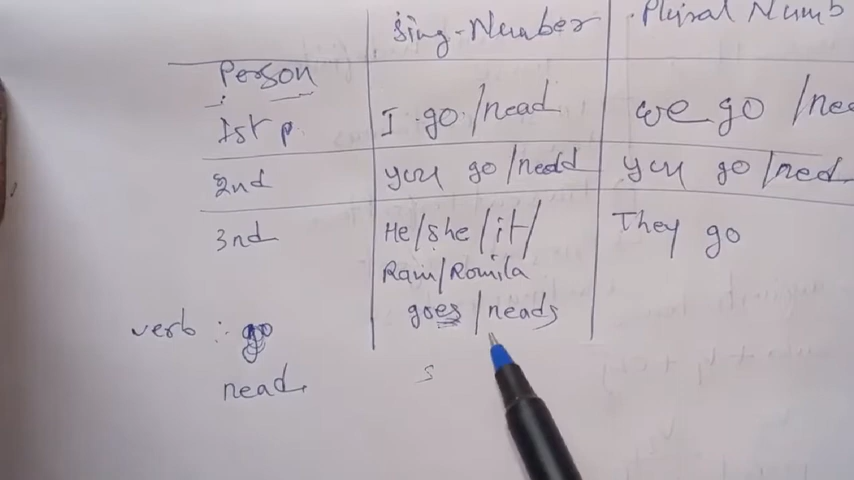 Sing-Number Plural Numb
Person
1st p. I go/read we go/rea
2nd you go/read you go/read
3rd He/she/it/ They go
Ram/Romila
goes/reads
verb: go
read.
s